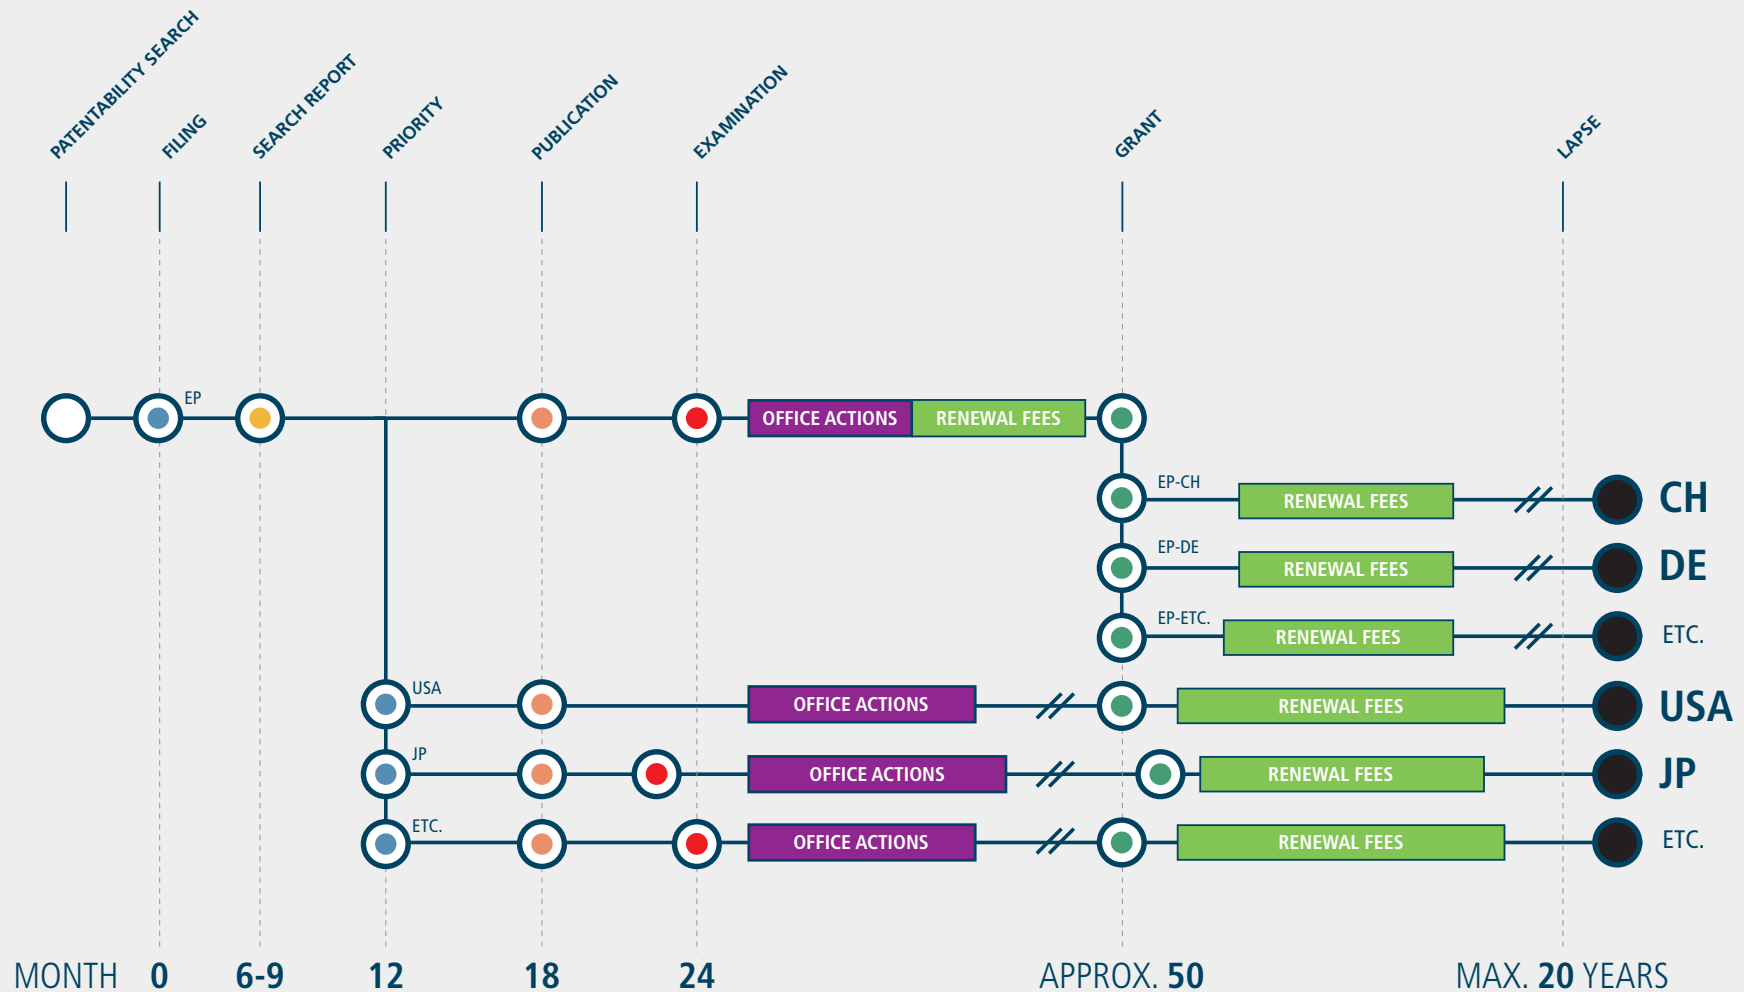 PATENTABILITY SEARCH
FILING
SEARCH REPORT
PRIORITY
PUBLICATION
EXAMINATION
GRANT
LAPSE
EP
OFFICE ACTIONS
RENEWAL FEES
EP-CH
RENEWAL FEES
CH
EP-DE
RENEWAL FEES
DE
EP-ETC.
RENEWAL FEES
ETC.
USA
OFFICE ACTIONS
RENEWAL FEES
USA
JP
OFFICE ACTIONS
RENEWAL FEES
JP
ETC.
OFFICE ACTIONS
RENEWAL FEES
ETC.
MONTH 0 6-9 12 18 24 APPROX. 50 MAX. 20 YEARS